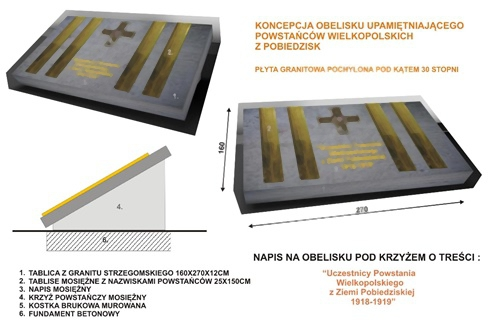 KONCEPCJA OBELISKU UPAMIĘTNIAJĄCEGO
POWSTAŃCÓW WIELKOPOLSKICH
Z POBIEDZISK
PŁYTA GRANITOWA POCHYLONA POD KĄTEM 30 STOPNI
160
270
4.
6.
1. TABLICA Z GRANITU STRZEGOMSKIEGO 160X270X12CM
2. TABLISE MOSIĘŻNE Z NAZWISKAMI POWSTAŃCÓW 25X150CM
3. NAPIS MOSIĘŻNY
4. KRZYŻ POWSTAŃCZY MOSIĘŻNY
5. KOSTKA BRUKOWA MUROWANA
6. FUNDAMENT BETONOWY
NAPIS NA OBELISKU POD KRZYŻEM O TREŚCI :
“Uczestnicy Powstania
Wielkopolskiego
z Ziemi Pobiedziskiej
1918-1919”